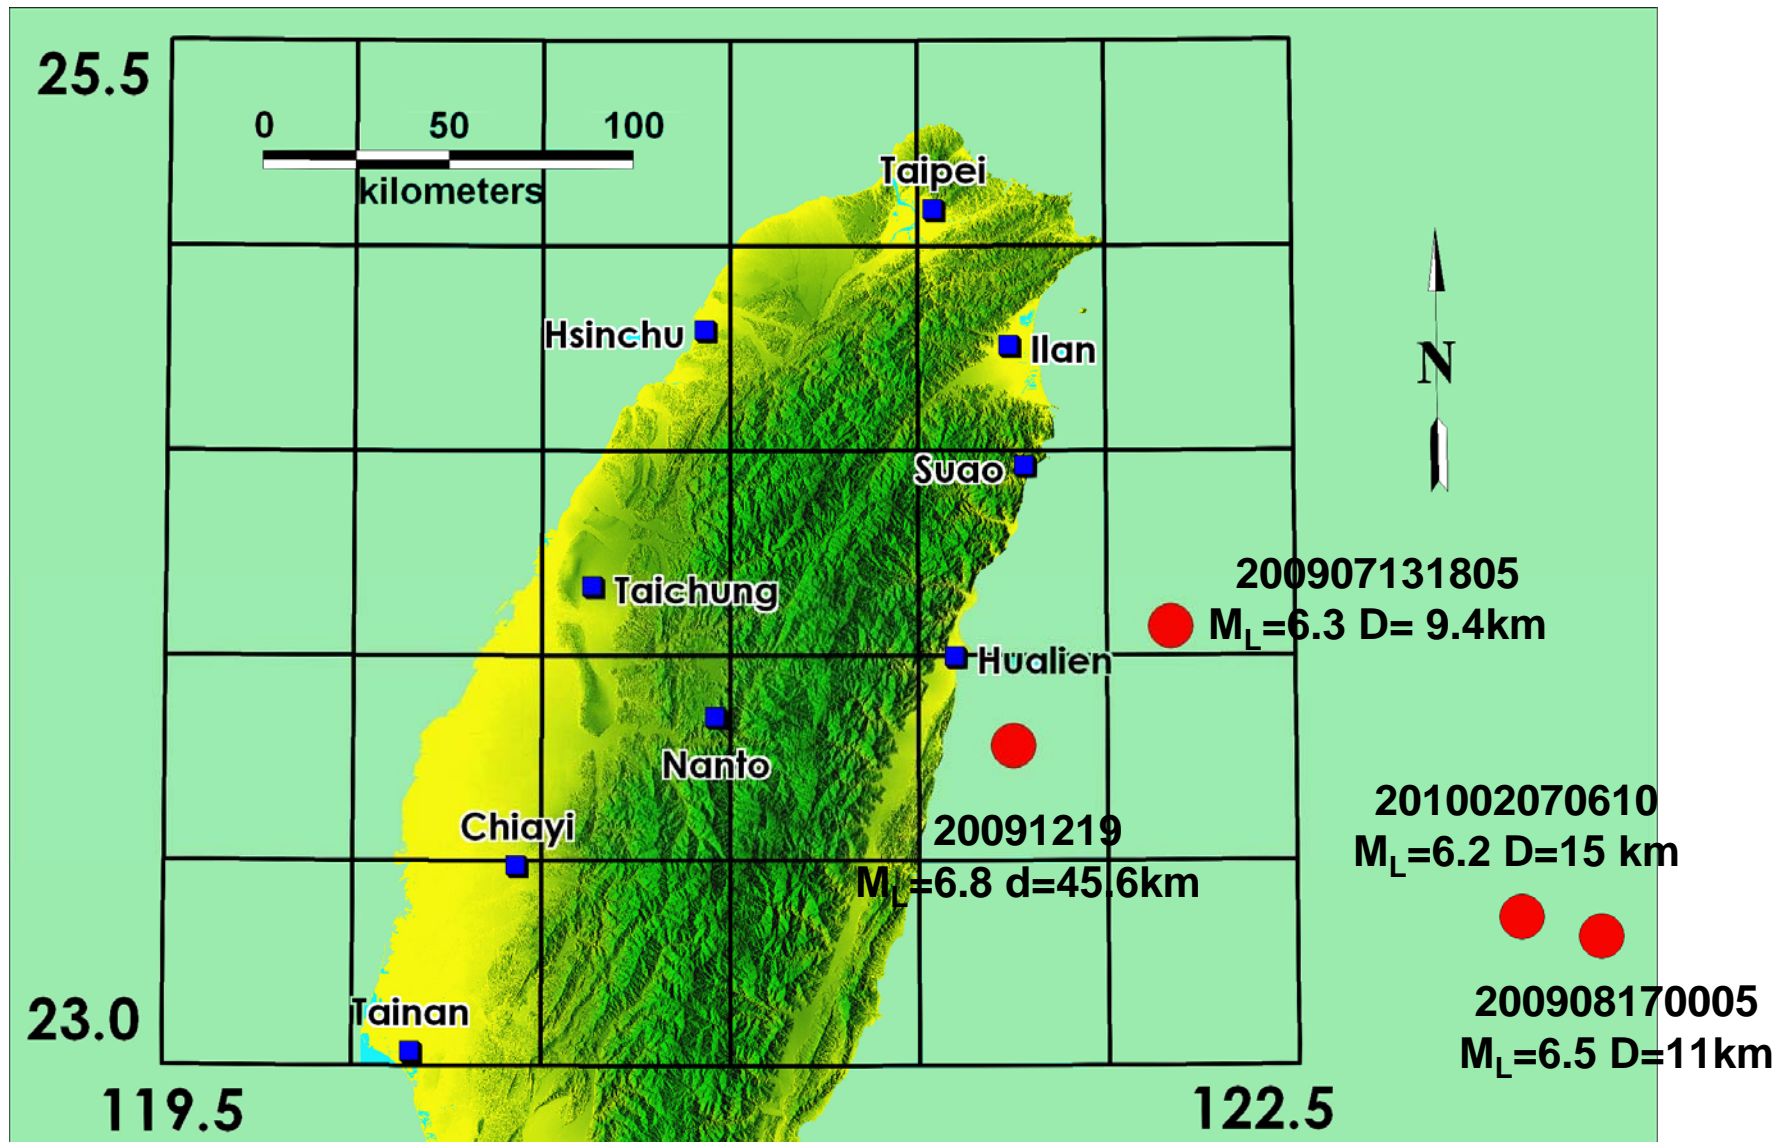 25.5
0 50 100
kilometers
Taipei
Hsinchu
Ilan
N
Suao
200907131805
Taichung
ML=6.3 D= 9.4km
Hualien
Nanto
201002070610
Chiayi
20091219
ML=6.2 D=15 km
ML=6.8 d=45.6km
200908170005
Tainan
23.0
ML=6.5 D=11km
119.5
122.5